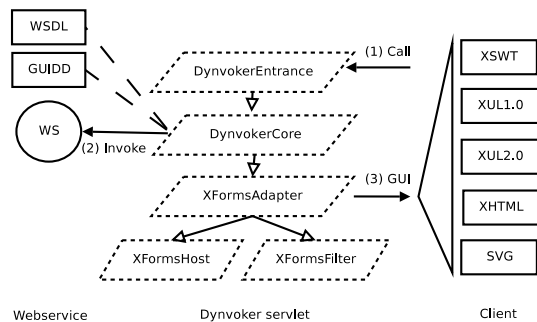 WSDL
GUIDD
WS
(2) Invoke
DynvokerEntrance
DynvokerCore
XFormsAdapter
XFormsHost
XFormsFilter
(1) Call
(3) GUI
XSWT
XUL1.0
XUL2.0
XHTML
SVG
Webservice
Dynvoker servlet
Client